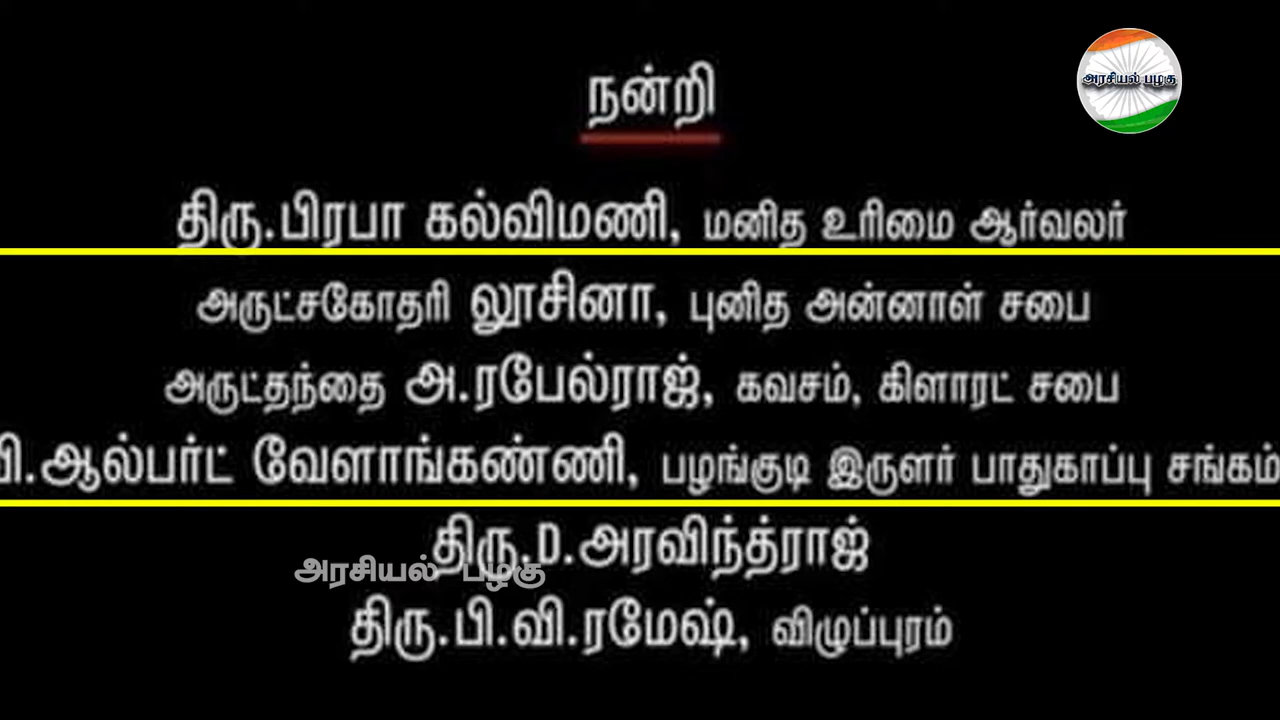 நன்றி
அரசியல் பழகு
திரு.பிரபா கல்விமணி, மனித உரிமை ஆர்வலர்
அருட்சகோதரி லூசினா, புனித அன்னாள் சபை
அருட்தந்தை அ.ரபேல்ராஜ், கவசம், கிளாரட் சபை
வி.ஆல்பர்ட் வேளாங்கண்ணி, பழங்குடி இருளர் பாதுகாப்பு சங்கம்
திரு.D.அரவிந்த்ராஜ்
அரசியல் பழகு
திரு.பி.வி.ரமேஷ், விழுப்புரம்